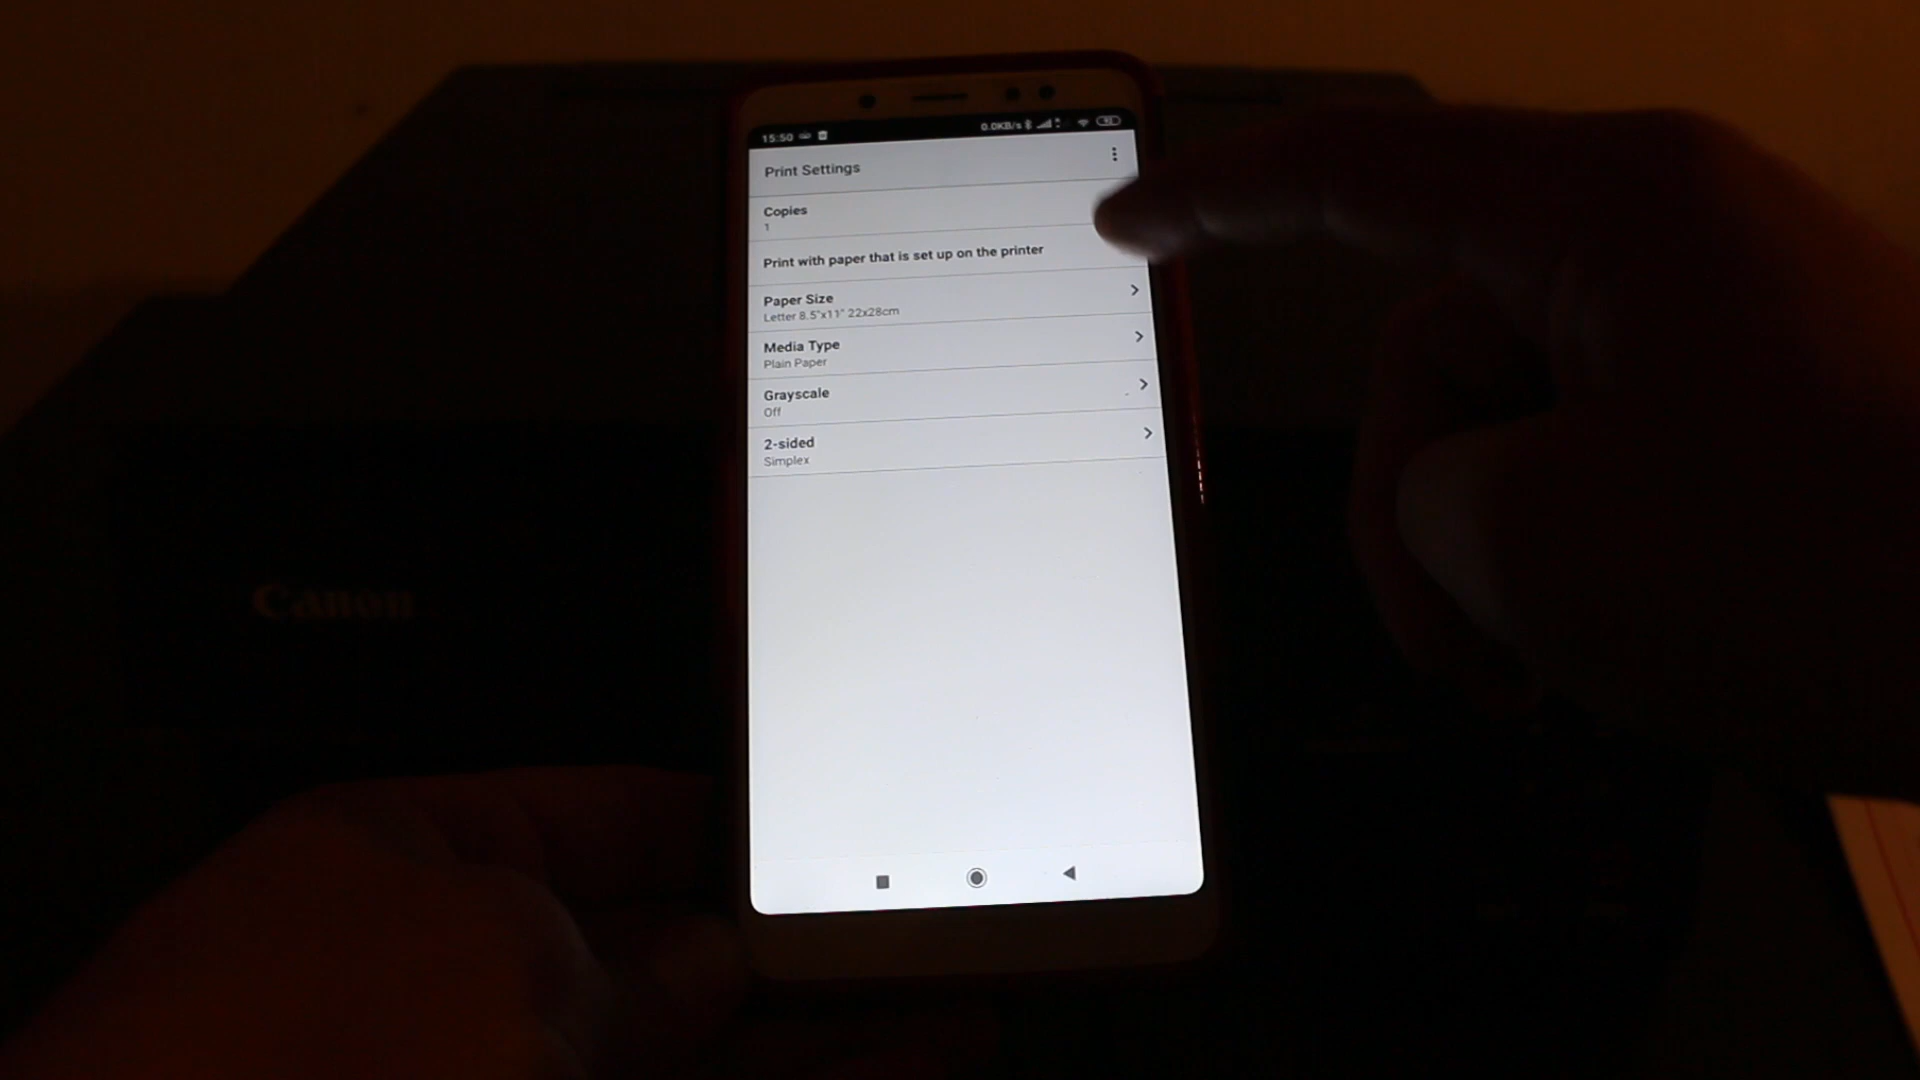 15:50
0.0KB/s
Print Settings
Copies
1
Print with paper that is set up on the printer
Paper Size
Letter 8.5"x11" 22x28cm
Media Type
Plain Paper
Grayscale
Off
2-sided
Simplex
Canon